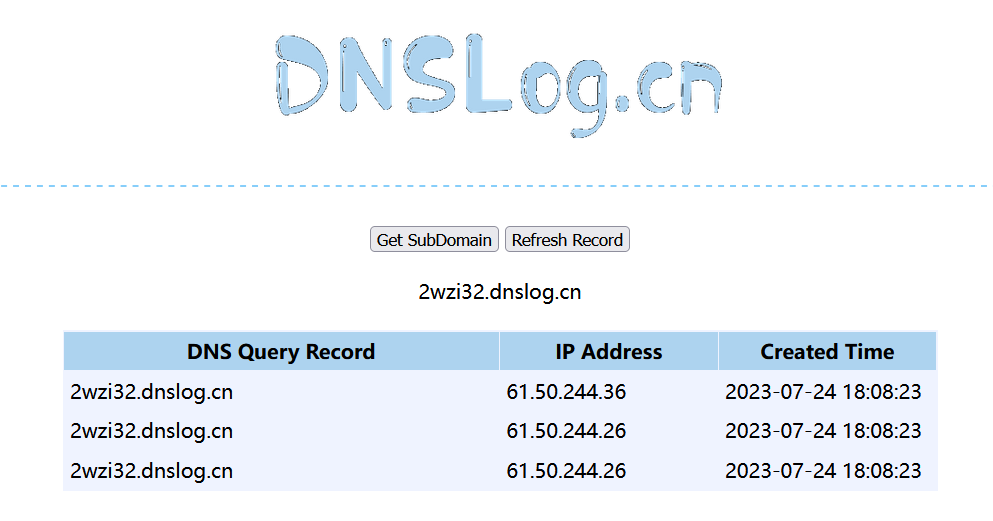 DNSLog.cn
Get SubDomain Refresh Record
2wzi32.dnslog.cn
DNS Query Record IP Address Created Time
2wzi32.dnslog.cn 61.50.244.36 2023-07-24 18:08:23
2wzi32.dnslog.cn 61.50.244.26 2023-07-24 18:08:23
2wzi32.dnslog.cn 61.50.244.26 2023-07-24 18:08:23